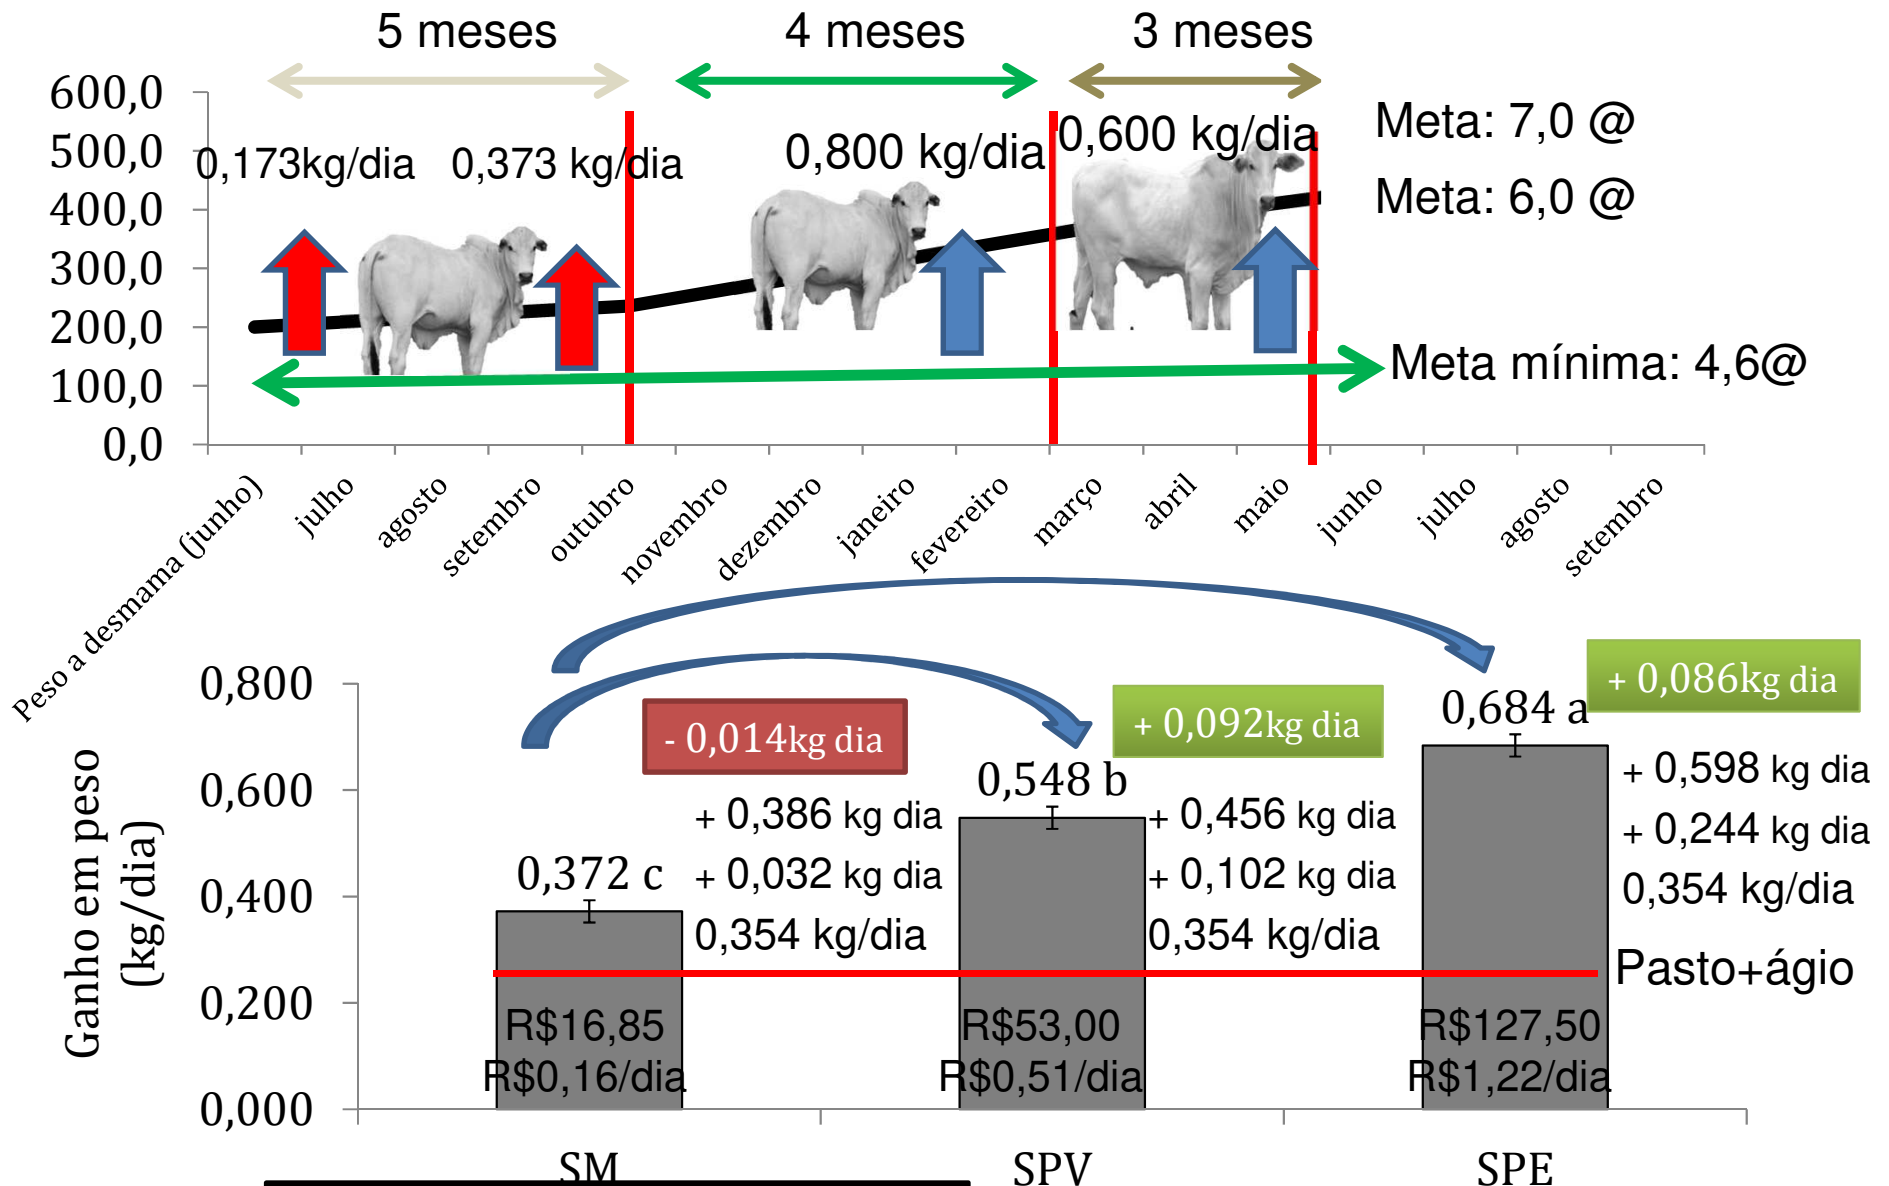 5 meses
4 meses
3 meses
600,0
500,0
400,0
300,0
200,0
100,0
0,0
0,173kg/dia
0,373 kg/dia
0,800 kg/dia
0,600 kg/dia
Meta: 7,0 @
Meta: 6,0 @
Meta mínima: 4,6@
Peso a desmama (junho)
julho
agosto
setembro
outubro
novembro
dezembro
janeiro
fevereiro
março
abril
maio
junho
julho
agosto
setembro
Ganho em peso
(kg/dia)
0,800
0,600
0,400
0,200
0,000
- 0,014kg dia
+ 0,092kg dia
+ 0,086kg dia
0,372 c
+ 0,386 kg dia
+ 0,032 kg dia
0,354 kg/dia
0,548 b
+ 0,456 kg dia
+ 0,102 kg dia
0,354 kg/dia
0,684 a
+ 0,598 kg dia
+ 0,244 kg dia
0,354 kg/dia
Pasto+ágio
R$16,85
R$0,16/dia
R$53,00
R$0,51/dia
R$127,50
R$1,22/dia
SM
SPV
SPE